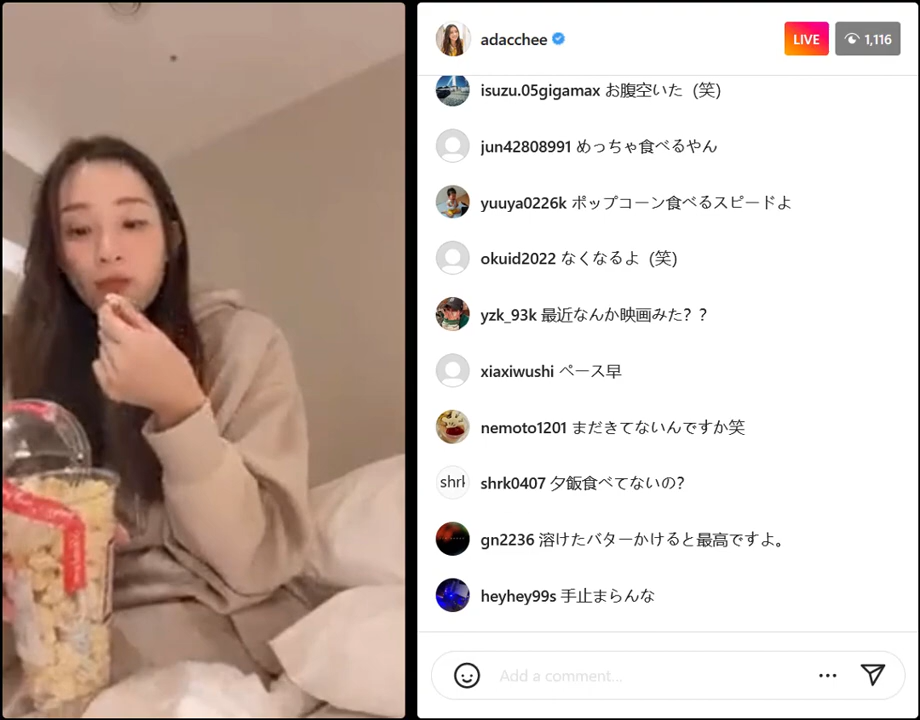 adacchee
LIVE
1,116
isuzu.05gigamax お腹空いた（笑）
jun42808991 めっちゃ食べるやん
yuuya0226k ポップコーン食べるスピードよ
okuid2022 なくなるよ（笑）
yzk_93k 最近なんか映画みた？？
xiaxiwushi ペース早
nemoto1201 まだきてないんですか笑
shrk
shrk0407 夕飯食べてないの?
gn2236 溶けたバターかけると最高ですよ。
heyhey99s 手止まらんな
Add a comment...